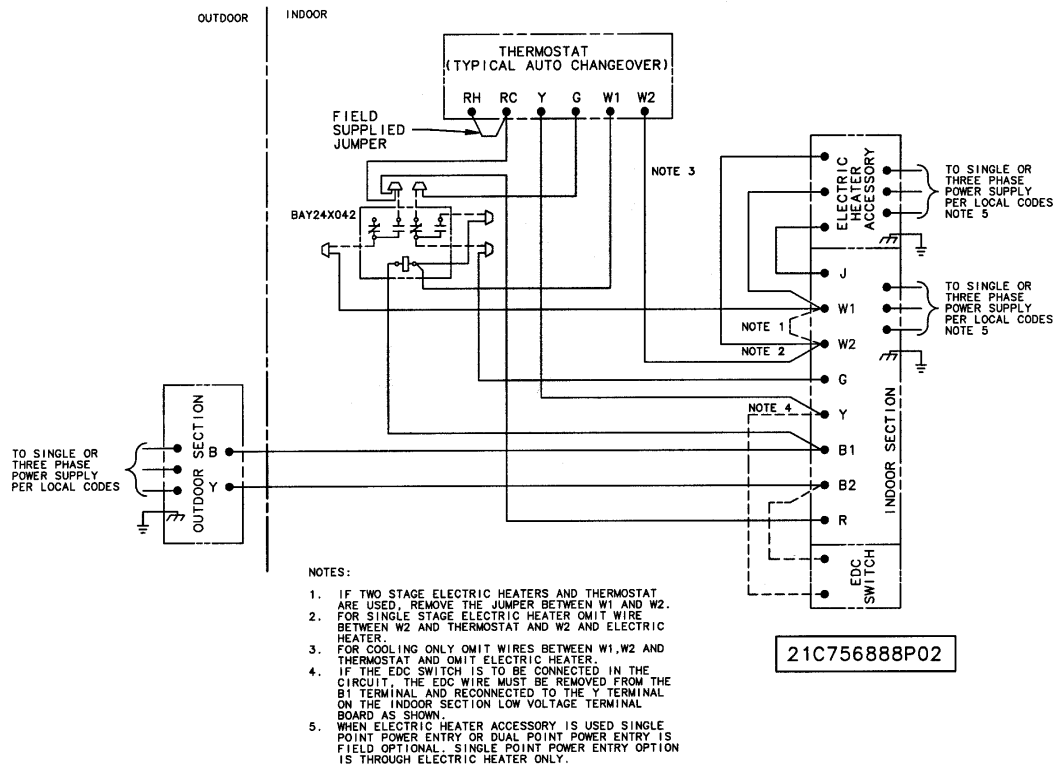 OUTDOOR
INDOOR
THERMOSTAT
(TYPICAL AUTO CHANGEOVER)
RH RC Y G W1 W2
FIELD
SUPPLIED
JUMPER
NOTE 3
BAY24X042
ELECTRIC
HEATER
ACCESSORY
TO SINGLE OR
THREE PHASE
POWER SUPPLY
PER LOCAL CODES
NOTE 5
J
W1
NOTE 1
W2
NOTE 2
G
NOTE 4
Y
B1
B2
R
INDOOR SECTION
TO SINGLE OR
THREE PHASE
POWER SUPPLY
PER LOCAL CODES
NOTE 5
EDC
SWITCH
TO SINGLE OR
THREE PHASE
POWER SUPPLY
PER LOCAL CODES
OUTDOOR SECTION
B
Y
21C756888P02
NOTES:
1. IF TWO STAGE ELECTRIC HEATERS AND THERMOSTAT
ARE USED, REMOVE THE JUMPER BETWEEN W1 AND W2.
2. FOR SINGLE STAGE ELECTRIC HEATER OMIT WIRE
BETWEEN W2 AND THERMOSTAT AND W2 AND ELECTRIC
HEATER.
3. FOR COOLING ONLY OMIT WIRES BETWEEN W1,W2 AND
THERMOSTAT AND OMIT ELECTRIC HEATER.
4. IF THE EDC SWITCH IS TO BE CONNECTED IN THE
CIRCUIT, THE EDC WIRE MUST BE REMOVED FROM THE
B1 TERMINAL AND RECONNECTED TO THE Y TERMINAL
ON THE INDOOR SECTION LOW VOLTAGE TERMINAL
BOARD AS SHOWN.
5. WHEN ELECTRIC HEATER ACCESSORY IS USED SINGLE
POINT POWER ENTRY OR DUAL POINT POWER ENTRY IS
FIELD OPTIONAL. SINGLE POINT POWER ENTRY OPTION
IS THROUGH ELECTRIC HEATER ONLY.